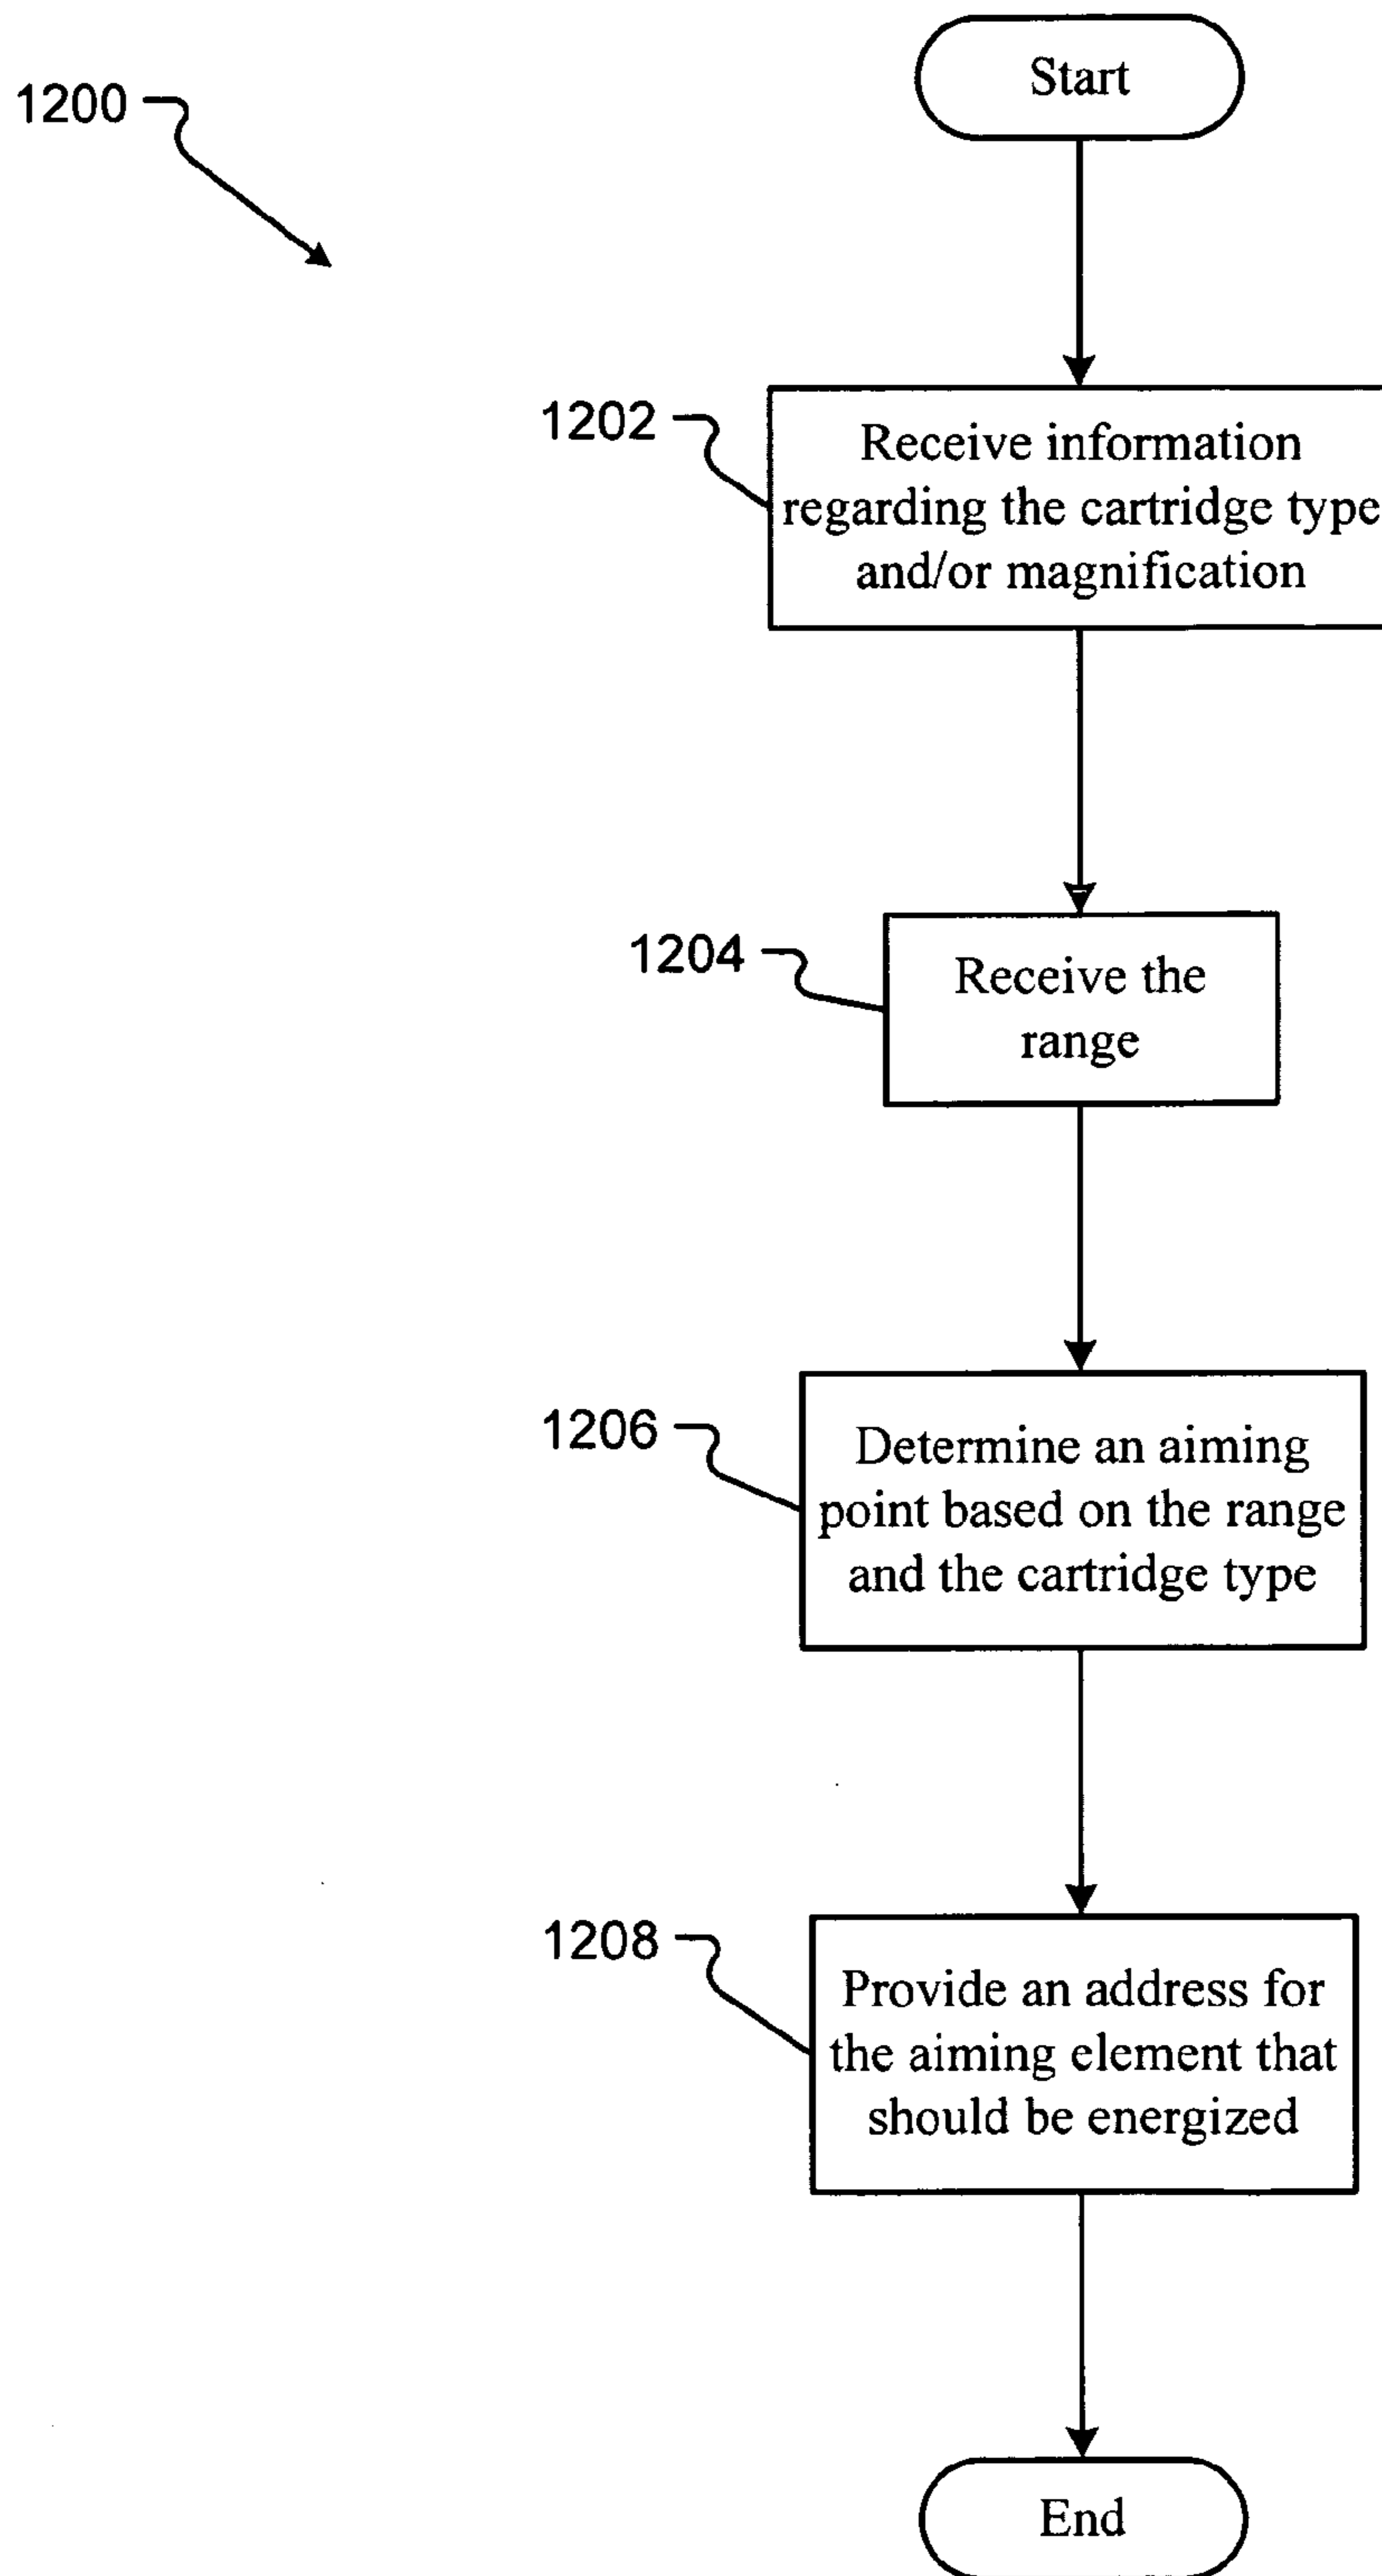 Start
1200
1202
Receive information
regarding the cartridge type
and/or magnification
1204
Receive the
range
1206
Determine an aiming
point based on the range
and the cartridge type
1208
Provide an address for
the aiming element that
should be energized
End